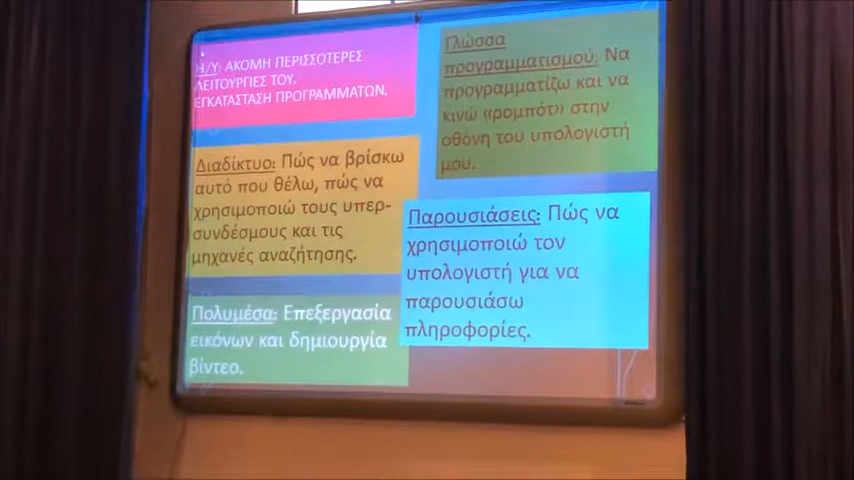 Η/Υ: ΑΚΟΜΗ ΠΕΡΙΣΣΟΤΕΡΕΣ
ΛΕΙΤΟΥΡΓΙΕΣ ΤΟΥ.
ΕΓΚΑΤΑΣΤΑΣΗ ΠΡΟΓΡΑΜΜΑΤΩΝ.
Γλώσσα
προγραμματισμού: Να
προγραμματίζω και να
κινώ «ρομπότ» στην
οθόνη του υπολογιστή
μου.
Διαδίκτυο: Πώς να βρίσκω
αυτό που θέλω, πώς να
χρησιμοποιώ τους υπερ-
συνδέσμους και τις
μηχανές αναζήτησης.
Παρουσιάσεις: Πώς να
χρησιμοποιώ τον
υπολογιστή για να
παρουσιάσω
πληροφορίες.
Πολυμέσα: Επεξεργασία
εικόνων και δημιουργία
βίντεο.